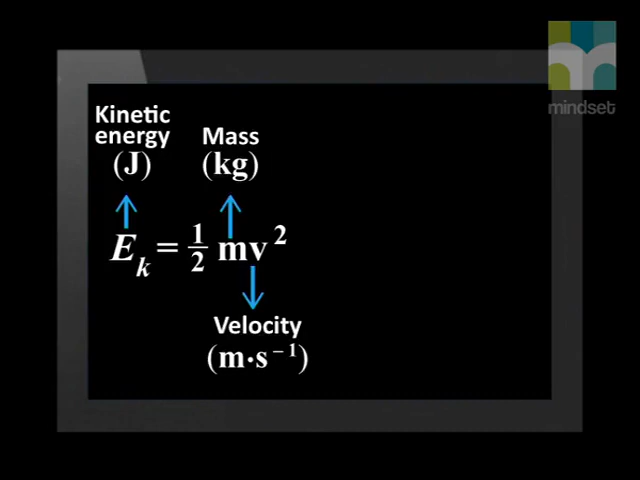 mindset
Kinetic
energy
(J)
Mass
(kg)
E_k = ½ mv²
Velocity
(m·s⁻¹)